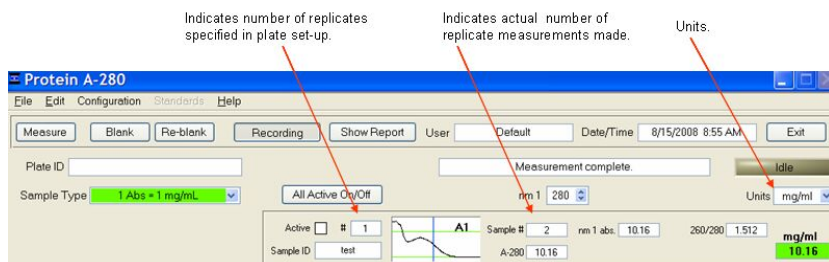 Indicates number of replicates
specified in plate set-up.
Indicates actual number of
replicate measurements made.
Units.
Protein A-280
File Edit Configuration Standards Help
Measure Blank Re-blank Recording Show Report User Default Date/Time 8/15/2008 8:55 AM Exit
Plate ID Measurement complete. Idle
Sample Type 1 Abs = 1 mg/mL All Active On/Off nm 1 280 Units mg/ml
Active # 1 A1 Sample # 2 nm 1 abs. 10.16 260/280 1.512 mg/ml
Sample ID test A-280 10.16 10.16